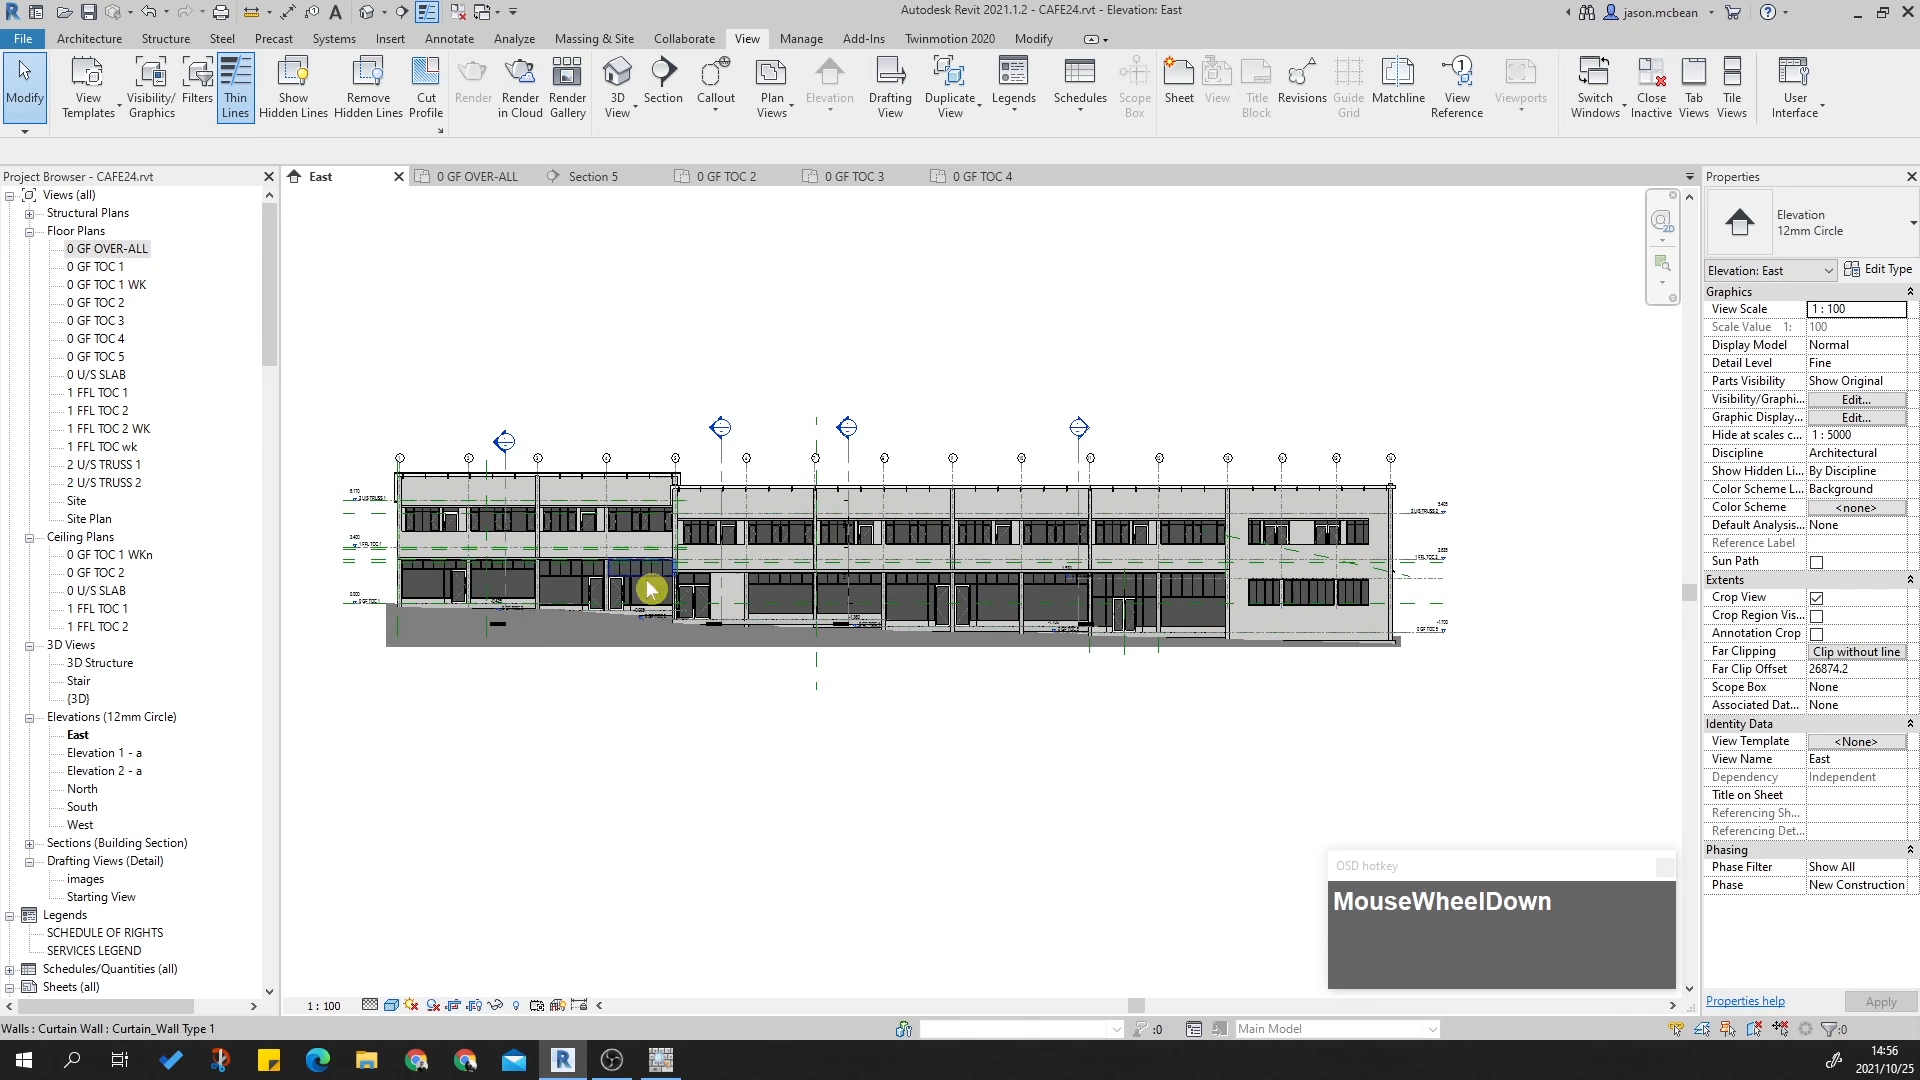 Autodesk Revit 2021.1.2 - CAFE24.rvt - Elevation: East
jason.mcbean
File Architecture Structure Steel Precast Systems Insert Annotate Analyze Massing & Site Collaborate View Manage Add-Ins Twinmotion 2020 Modify
Modify
View Templates
Visibility/ Graphics
Filters
Thin Lines
Show Hidden Lines
Remove Hidden Lines
Cut Profile
Render
Render in Cloud
Render Gallery
3D View
Section
Callout
Plan Views
Elevation
Drafting View
Duplicate View
Legends
Schedules
Scope Box
Sheet
View
Title Block
Revisions
Guide Grid
Matchline
View Reference
Viewports
Switch Windows
Close Inactive
Tab Views
Tile Views
User Interface
Project Browser - CAFE24.rvt
Views (all)
Structural Plans
Floor Plans
0 GF OVER-ALL
0 GF TOC 1
0 GF TOC 1 WK
0 GF TOC 2
0 GF TOC 3
0 GF TOC 4
0 GF TOC 5
0 U/S SLAB
1 FFL TOC 1
1 FFL TOC 2
1 FFL TOC 2 WK
1 FFL TOC wk
2 U/S TRUSS 1
2 U/S TRUSS 2
Site
Site Plan
Ceiling Plans
0 GF TOC 1 WKn
0 GF TOC 2
0 U/S SLAB
1 FFL TOC 1
1 FFL TOC 2
3D Views
3D Structure
Stair
{3D}
Elevations (12mm Circle)
East
Elevation 1 - a
Elevation 2 - a
North
South
West
Sections (Building Section)
Drafting Views (Detail)
images
Starting View
Legends
SCHEDULE OF RIGHTS
SERVICES LEGEND
Schedules/Quantities (all)
Sheets (all)
East
0 GF OVER-ALL
Section 5
0 GF TOC 2
0 GF TOC 3
0 GF TOC 4
2D
OSD hotkey
MouseWheelDown
1 : 100
Properties
Elevation
12mm Circle
Elevation: East
Edit Type
Graphics
View Scale 1 : 100
Scale Value 1: 100
Display Model Normal
Detail Level Fine
Parts Visibility Show Original
Visibility/Graphi... Edit...
Graphic Display... Edit...
Hide at scales c... 1 : 5000
Discipline Architectural
Show Hidden Li... By Discipline
Color Scheme L... Background
Color Scheme <none>
Default Analysis... None
Reference Label
Sun Path
Extents
Crop View
Crop Region Vis...
Annotation Crop
Far Clipping Clip without line
Far Clip Offset 26874.2
Scope Box None
Associated Dat... None
Identity Data
View Template <None>
View Name East
Dependency Independent
Title on Sheet
Referencing Sh...
Referencing Det...
Phasing
Phase Filter Show All
Phase New Construction
Properties help
Apply
Walls : Curtain Wall : Curtain_Wall Type 1
:0
Main Model
:0
14:56
2021/10/25